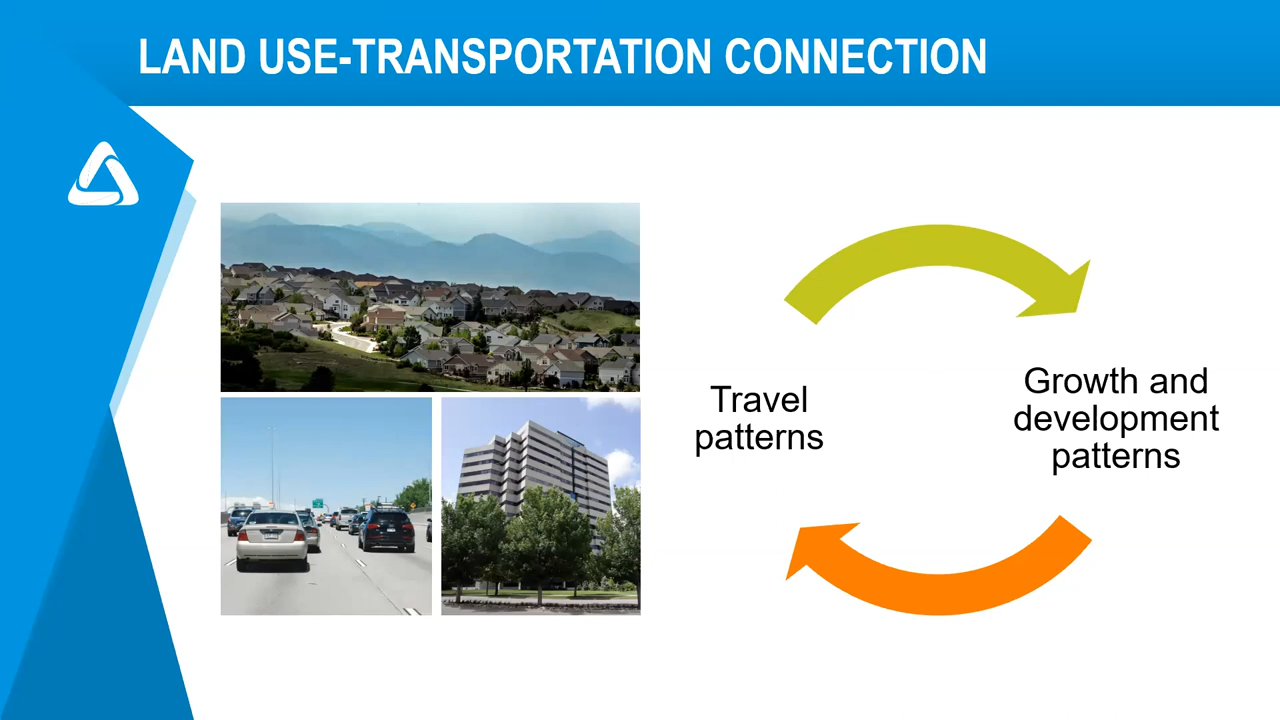 LAND USE-TRANSPORTATION CONNECTION
Travel
patterns
Growth and
development
patterns